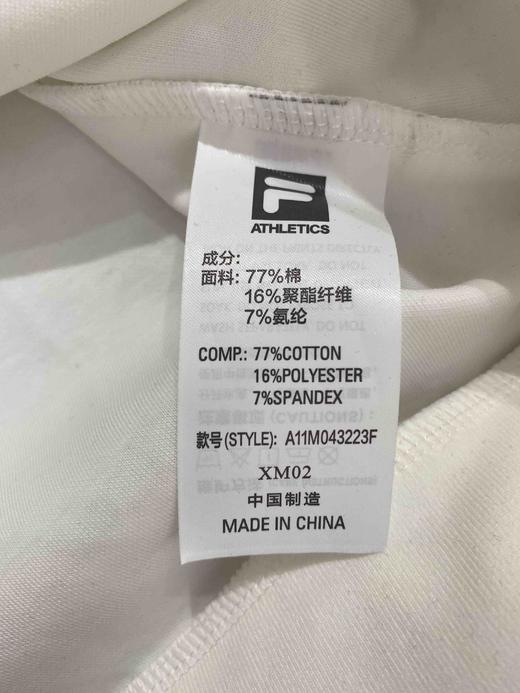 F
ATHLETICS
成分:
面料: 77%棉
16%聚酯纤维
7%氨纶
COMP.: 77%COTTON
16%POLYESTER
7%SPANDEX
款号(STYLE): A11M043223F
XM02
中国制造
MADE IN CHINA